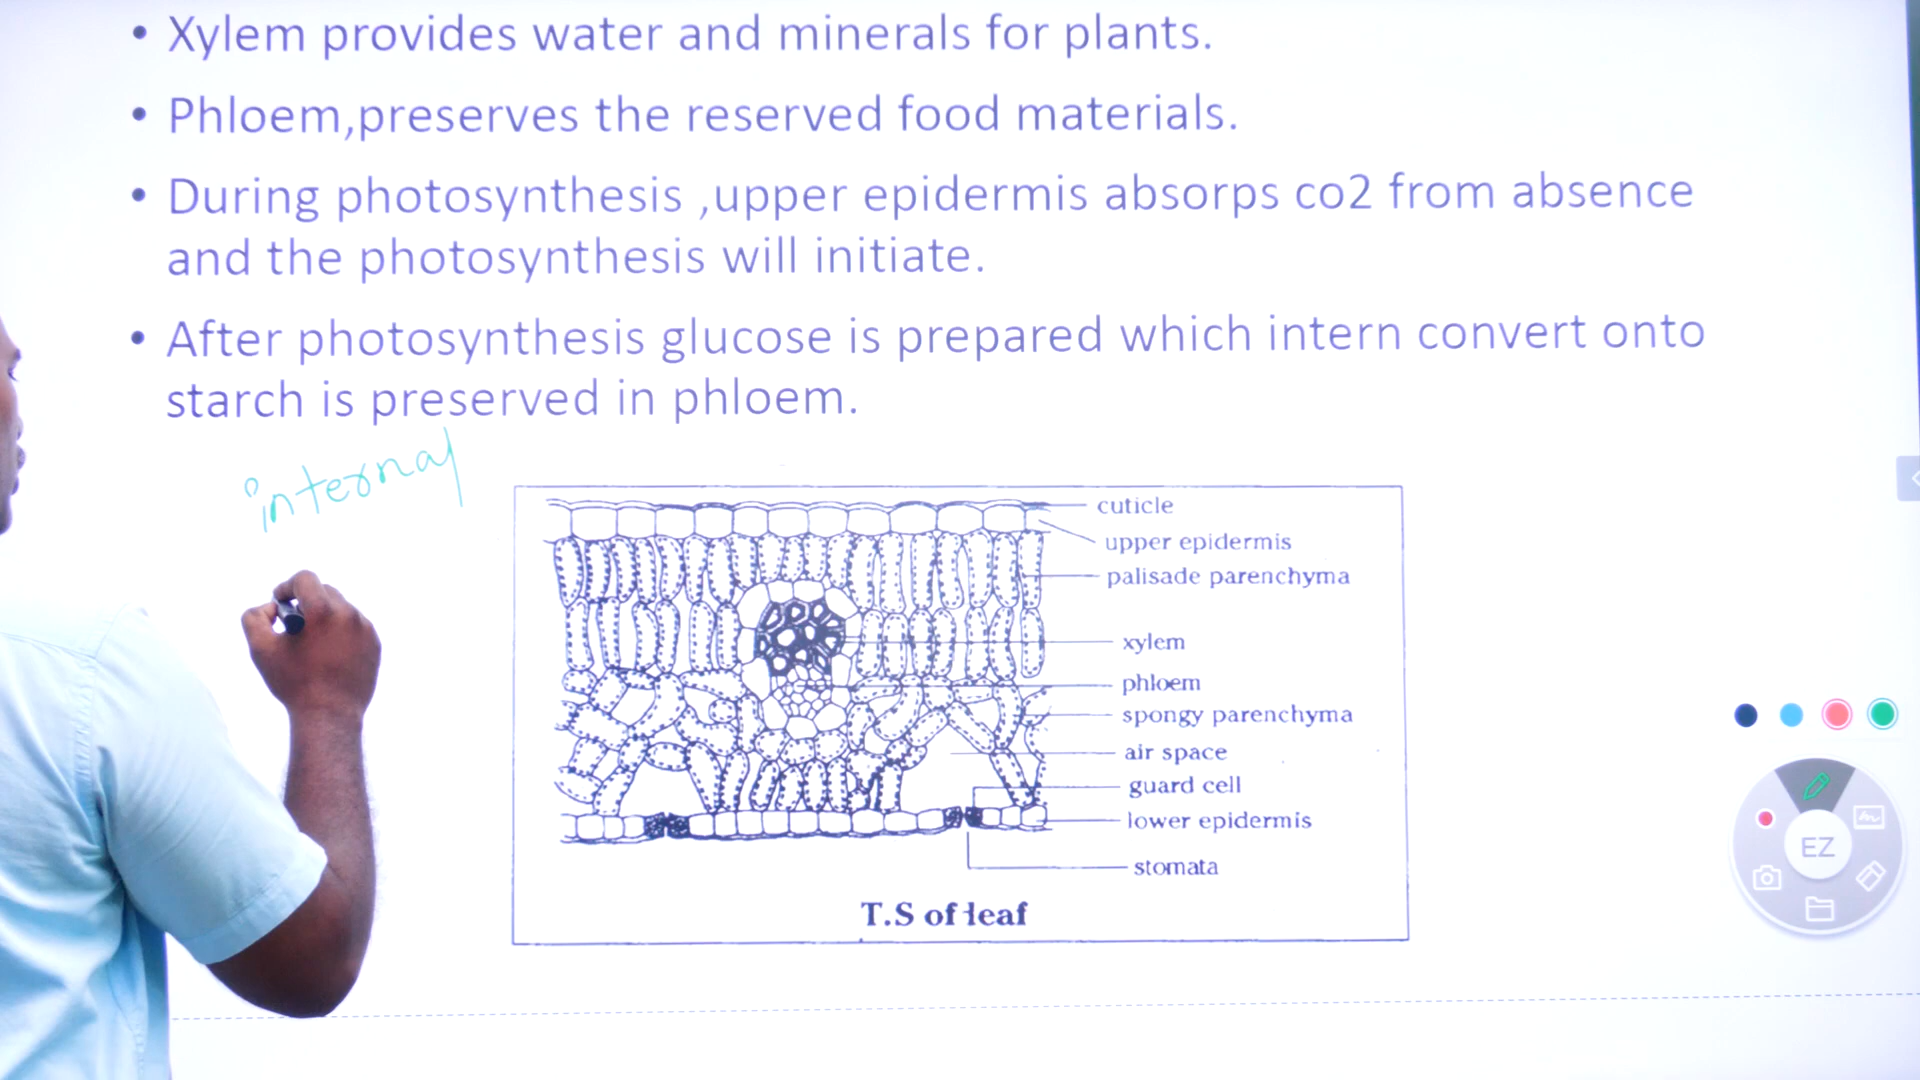 • Xylem provides water and minerals for plants.
• Phloem,preserves the reserved food materials.
• During photosynthesis ,upper epidermis absorps co2 from absence
and the photosynthesis will initiate.
• After photosynthesis glucose is prepared which intern convert onto
starch is preserved in phloem.
internal
cuticle
upper epidermis
palisade parenchyma
xylem
phloem
spongy parenchyma
air space
guard cell
lower epidermis
stomata
T.S of leaf
EZ